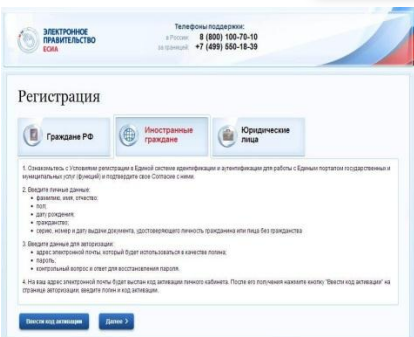 ЭЛЕКТРОННОЕ
ПРАВИТЕЛЬСТВО
ЕСИА
Телефоны поддержки:
в России: 8 (800) 100-70-10
за границей: +7 (499) 550-18-39
Регистрация
Граждане РФ
Иностранные
граждане
Юридические
лица
1. Ознакомьтесь с Условиями регистрации в Единой системе идентификации и аутентификации для работы с Единым порталом государственных и
муниципальных услуг (функций) и подтвердите свое Согласие с ними.
2. Введите личные данные:
• фамилию, имя, отчество;
• пол;
• дату рождения;
• гражданство;
• серию, номер и дату выдачи документа, удостоверяющего личность гражданина или лица без гражданства
3. Введите данные для авторизации:
• адрес электронной почты, который будет использоваться в качестве логина;
• пароль;
• контрольный вопрос и ответ для восстановления пароля.
4. На ваш адрес электронной почты будет выслан код активации личного кабинета. После его получения нажмите кнопку "Ввести код активации" на
странице авторизации, введите логин и код активации.
Ввести код активации
Далее >